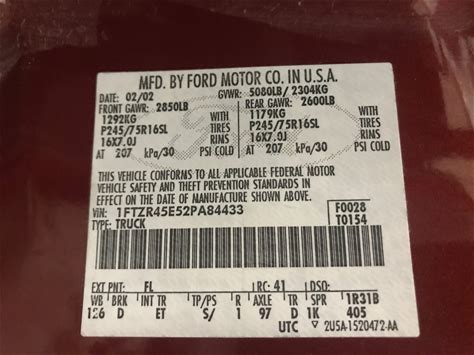 MFD. BY FORD MOTOR CO. IN U.S.A.
DATE: 02/02 GVWR: 5080LB/ 2304KG
FRONT GAWR: 2850LB REAR GAWR: 2600LB
1292KG WITH 1179KG WITH
P245/75R16SL TIRES P245/75R16SL TIRES
16X7.0J RIMS 16X7.0J RIMS
AT 207 kPa/30 PSI COLD AT 207 kPa/30 PSI COLD
THIS VEHICLE CONFORMS TO ALL APPLICABLE FEDERAL MOTOR
VEHICLE SAFETY AND THEFT PREVENTION STANDARDS IN
EFFECT ON THE DATE OF MANUFACTURE SHOWN ABOVE.
VIN: 1FTZR45E52PA84433 F0028
TYPE: TRUCK T0154
EXT PNT: FL RC: 41 DSO:
WB BRK INT TR TP/PS R AXLE TR SPR 1R31B
126 D ET S/ 1 97 D 1K 405
UTC 2U5A-1520472-AA